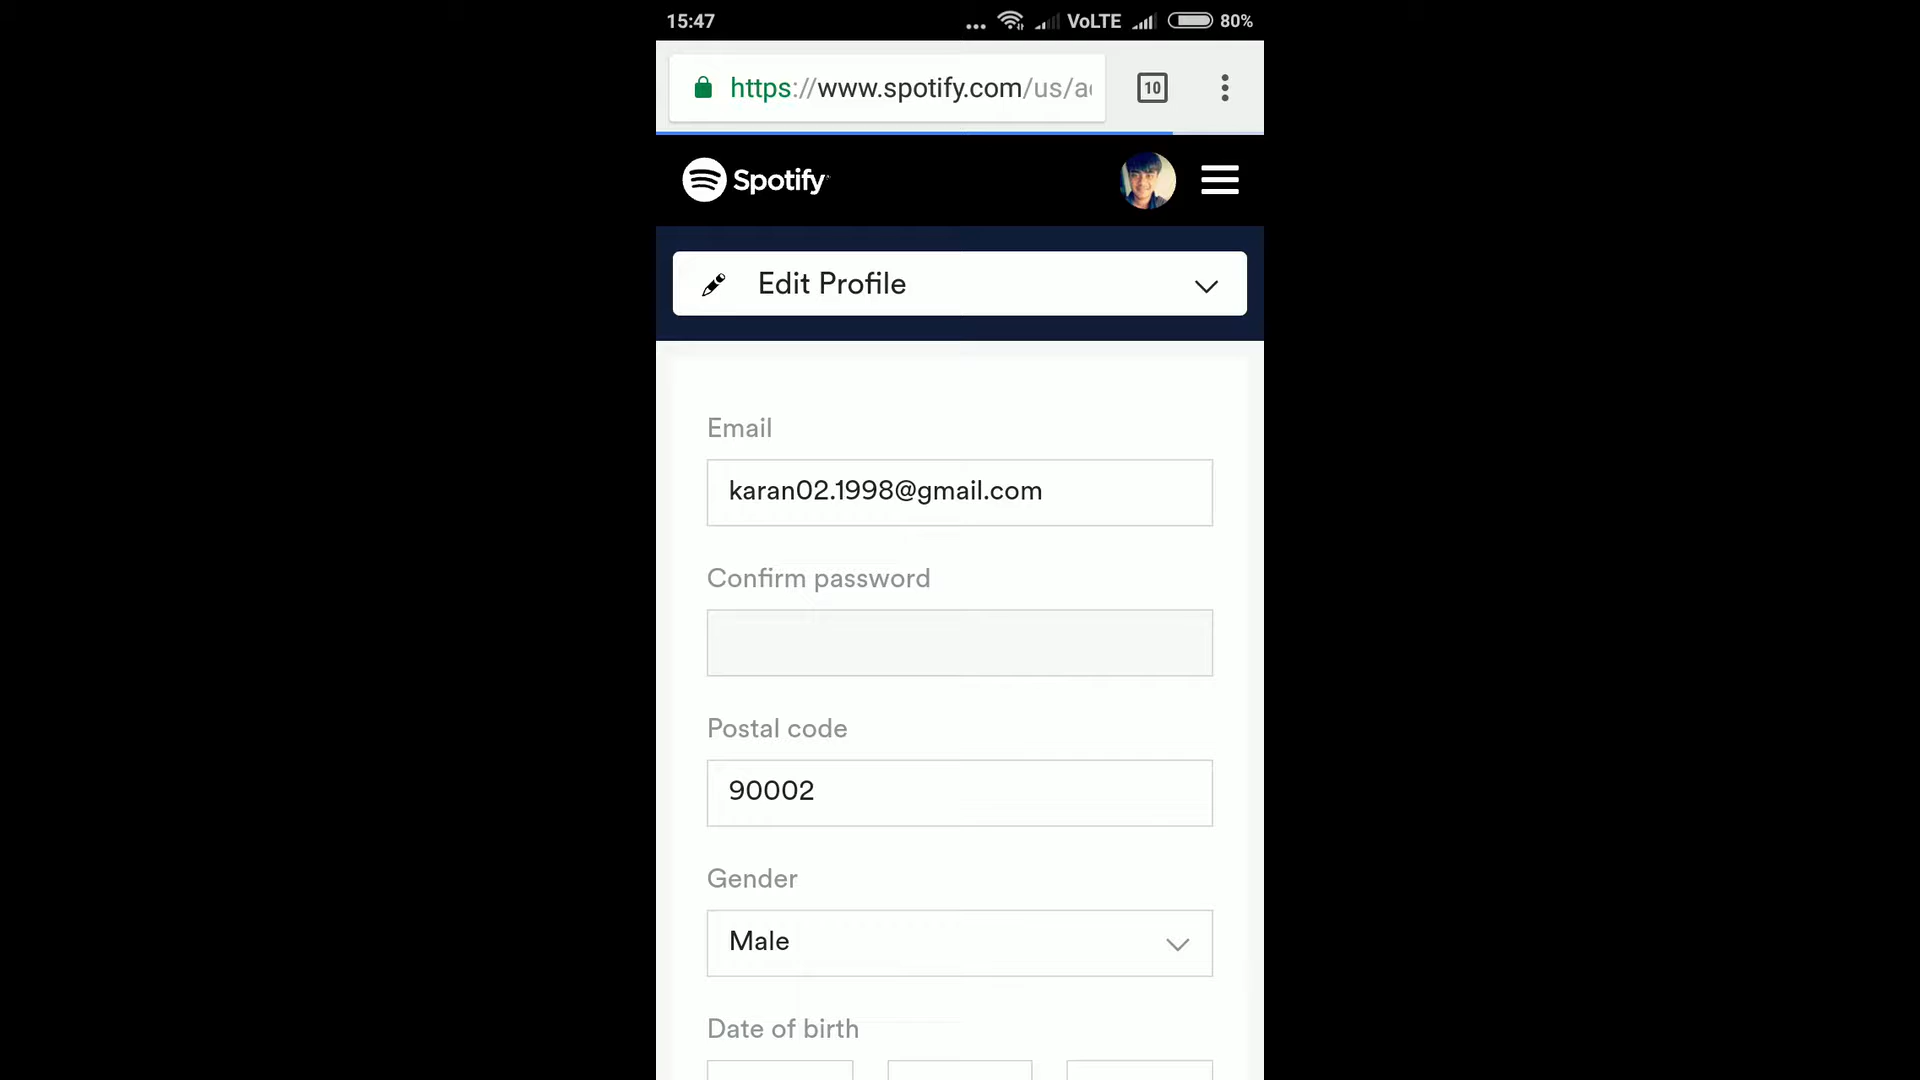 15:47
... VoLTE 80%
https://www.spotify.com/us/a
10
Spotify
Edit Profile
Email
karan02.1998@gmail.com
Confirm password
Postal code
90002
Gender
Male
Date of birth